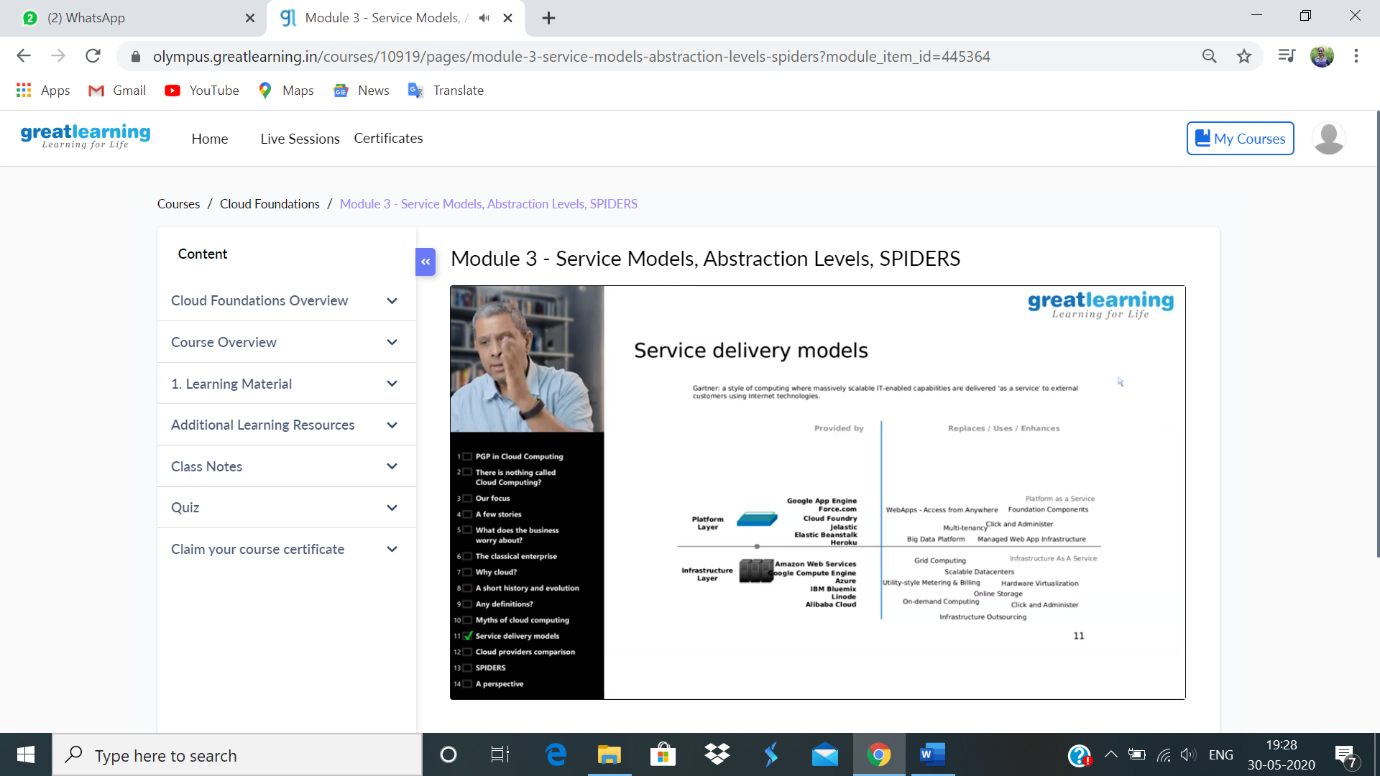 (2) WhatsApp
Module 3 - Service Models, A
olympus.greatlearning.in/courses/10919/pages/module-3-service-models-abstraction-levels-spiders?module_item_id=445364
Apps Gmail YouTube Maps News Translate
greatlearning
Learning for Life
Home Live Sessions Certificates
My Courses
Courses / Cloud Foundations / Module 3 - Service Models, Abstraction Levels, SPIDERS
Content
Cloud Foundations Overview
Course Overview
1. Learning Material
Additional Learning Resources
Class Notes
Quiz
Claim your course certificate
«
Module 3 - Service Models, Abstraction Levels, SPIDERS
greatlearning
Learning for Life
Service delivery models
Gartner: a style of computing where massively scalable IT-enabled capabilities are delivered 'as a service' to external
customers using Internet technologies.
Provided by
Replaces / Uses / Enhances
Platform
Layer
Google App Engine
Force.com
Cloud Foundry
Jelastic
Elastic Beanstalk
Heroku
Platform as a Service
WebApps - Access from Anywhere Foundation Components
Multi-tenancy Click and Administer
Big Data Platform Managed Web App Infrastructure
Infrastructure
Layer
Amazon Web Services
Google Compute Engine
Azure
IBM Bluemix
Linode
Alibaba Cloud
Grid Computing Infrastructure As A Service
Scalable Datacenters
Utility-style Metering & Billing Hardware Virtualization
Online Storage
On-demand Computing Click and Administer
Infrastructure Outsourcing
11
1 PGP in Cloud Computing
2 There is nothing called
Cloud Computing?
3 Our focus
4 A few stories
5 What does the business
worry about?
6 The classical enterprise
7 Why cloud?
8 A short history and evolution
9 Any definitions?
10 Myths of cloud computing
11 Service delivery models
12 Cloud providers comparison
13 SPIDERS
14 A perspective
Type here to search
ENG
19:28
30-05-2020
7